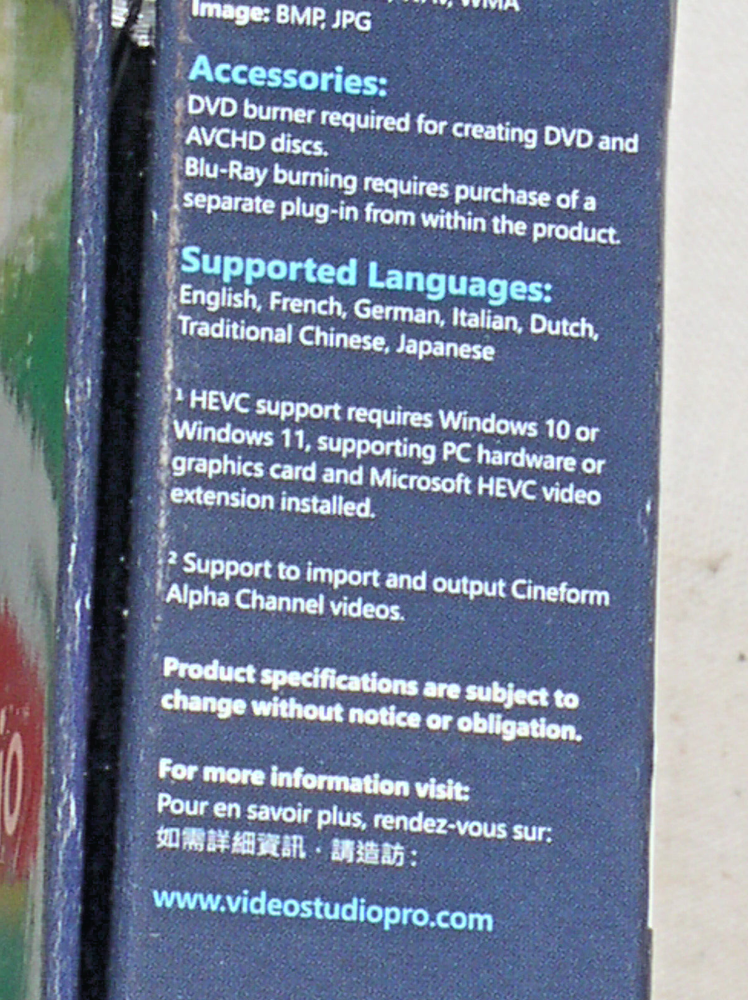 WMA
Image: BMP, JPG
Accessories:
DVD burner required for creating DVD and
AVCHD discs.
Blu-Ray burning requires purchase of a
separate plug-in from within the product.
Supported Languages:
English, French, German, Italian, Dutch,
Traditional Chinese, Japanese
¹ HEVC support requires Windows 10 or
Windows 11, supporting PC hardware or
graphics card and Microsoft HEVC video
extension installed.
² Support to import and output Cineform
Alpha Channel videos.
Product specifications are subject to
change without notice or obligation.
For more information visit:
Pour en savoir plus, rendez-vous sur:
如需詳細資訊，請造訪：
www.videostudiopro.com